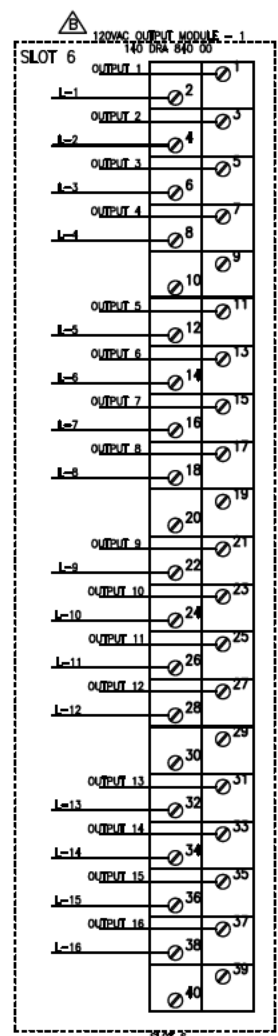 B
120VAC OUTPUT MODULE - 1
140 DRA 840 00
SLOT 6
OUTPUT 1 1
L-1 2
OUTPUT 2 3
L-2 4
OUTPUT 3 5
L-3 6
OUTPUT 4 7
L-4 8
9
10
OUTPUT 5 11
L-5 12
OUTPUT 6 13
L-6 14
OUTPUT 7 15
L-7 16
OUTPUT 8 17
L-8 18
19
20
OUTPUT 9 21
L-9 22
OUTPUT 10 23
L-10 24
OUTPUT 11 25
L-11 26
OUTPUT 12 27
L-12 28
29
30
OUTPUT 13 31
L-13 32
OUTPUT 14 33
L-14 34
OUTPUT 15 35
L-15 36
OUTPUT 16 37
L-16 38
39
40